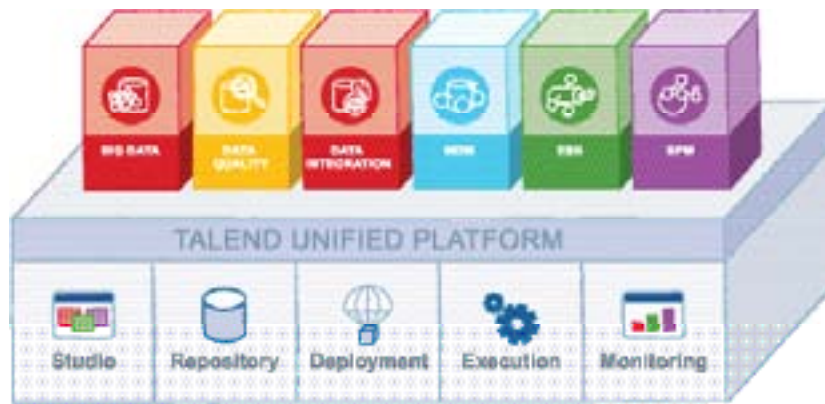 BIG DATA
DATA
QUALITY
DATA
INTEGRATION
MDM
ESB
BPM
TALEND UNIFIED PLATFORM
Studio
Repository
Deployment
Execution
Monitoring